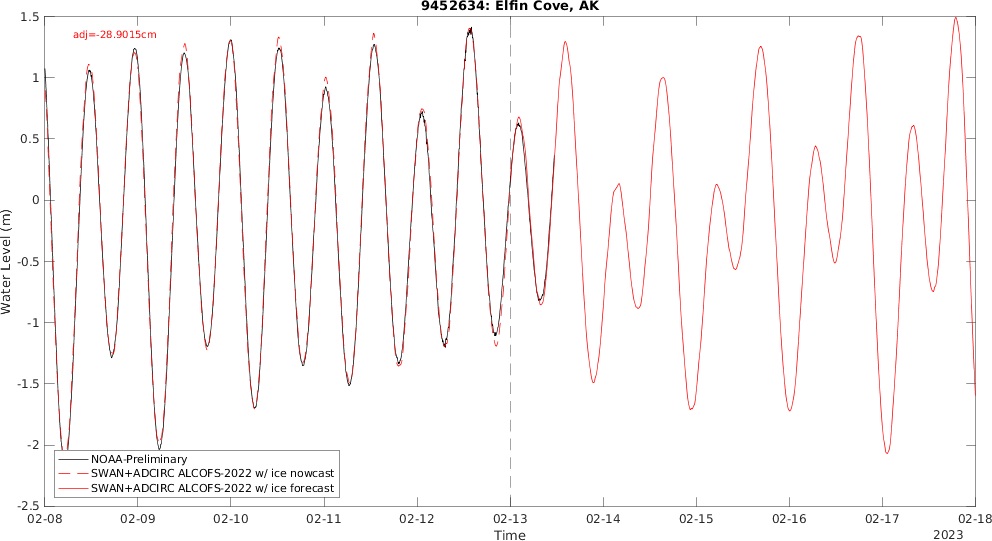 9452634: Elfin Cove, AK
adj=-28.9015cm
1.5
1
0.5
0
-0.5
-1
-1.5
-2
-2.5
Water Level (m)
NOAA-Preliminary
SWAN+ADCIRC ALCOFS-2022 w/ ice nowcast
SWAN+ADCIRC ALCOFS-2022 w/ ice forecast
02-08 02-09 02-10 02-11 02-12 02-13 02-14 02-15 02-16 02-17 02-18
Time
2023